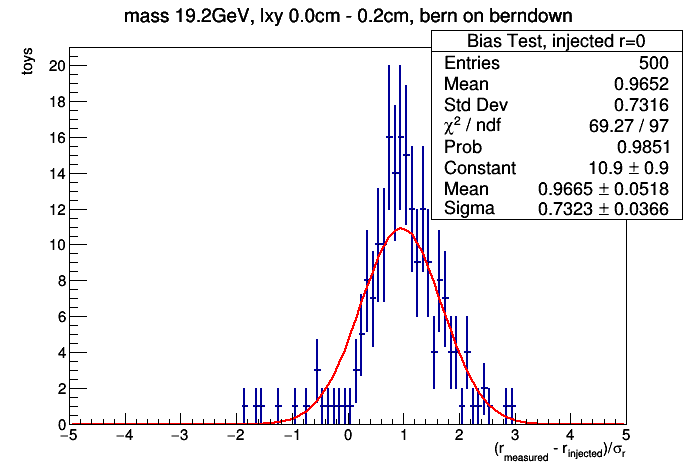 mass 19.2GeV, lxy 0.0cm - 0.2cm, bern on berndown
toys
Bias Test, injected r=0
Entries 500
Mean 0.9652
Std Dev 0.7316
χ² / ndf 69.27 / 97
Prob 0.9851
Constant 10.9 ± 0.9
Mean 0.9665 ± 0.0518
Sigma 0.7323 ± 0.0366
20
18
16
14
12
10
8
6
4
2
0
−5 −4 −3 −2 −1 0 1 2 3 4 5
(r_measured - r_injected)/σ_r